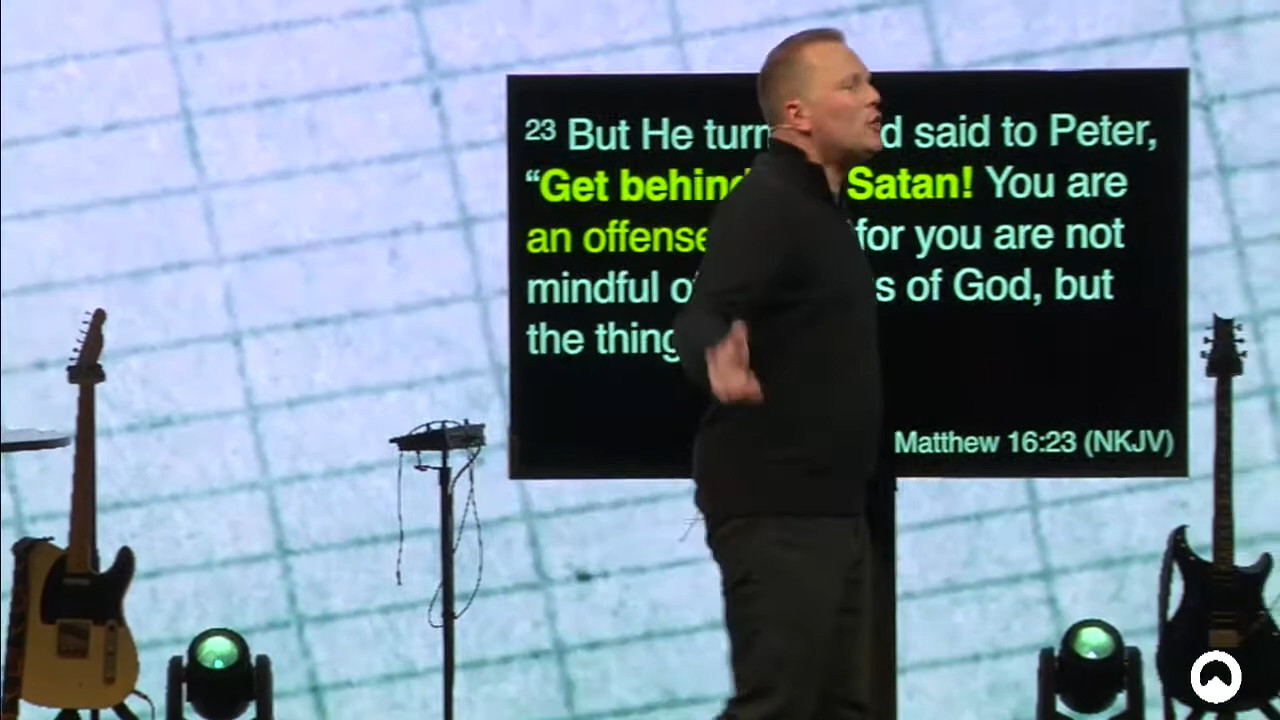 23 But He turn d said to Peter,
“Get behind Satan! You are
an offense for you are not
mindful o s of God, but
the thing
Matthew 16:23 (NKJV)